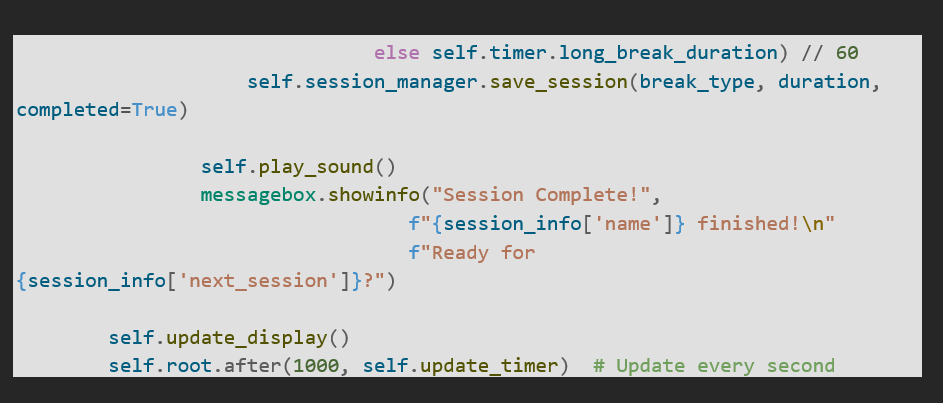 else self.timer.long_break_duration) // 60
self.session_manager.save_session(break_type, duration,
completed=True)
self.play_sound()
messagebox.showinfo("Session Complete!",
f"{session_info['name']} finished!\n"
f"Ready for
{session_info['next_session']}?")
self.update_display()
self.root.after(1000, self.update_timer)  # Update every second